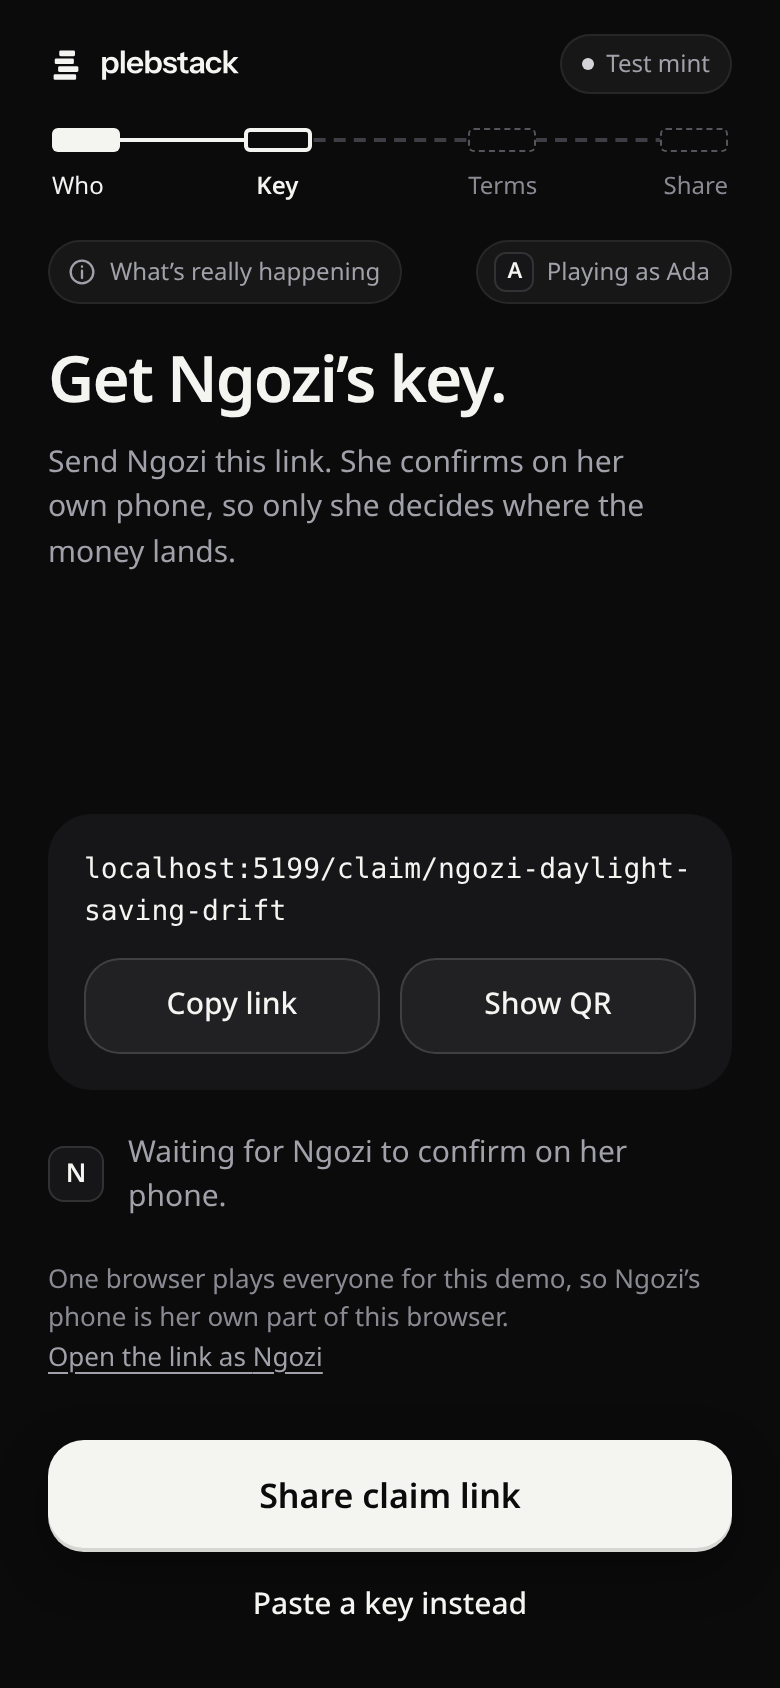 plebstack
Test mint
Who Key Terms Share
What’s really happening
A Playing as Ada
Get Ngozi’s key.
Send Ngozi this link. She confirms on her
own phone, so only she decides where the
money lands.
localhost:5199/claim/ngozi-daylight-
saving-drift
Copy link Show QR
N
Waiting for Ngozi to confirm on her
phone.
One browser plays everyone for this demo, so Ngozi’s
phone is her own part of this browser.
Open the link as Ngozi
Share claim link
Paste a key instead